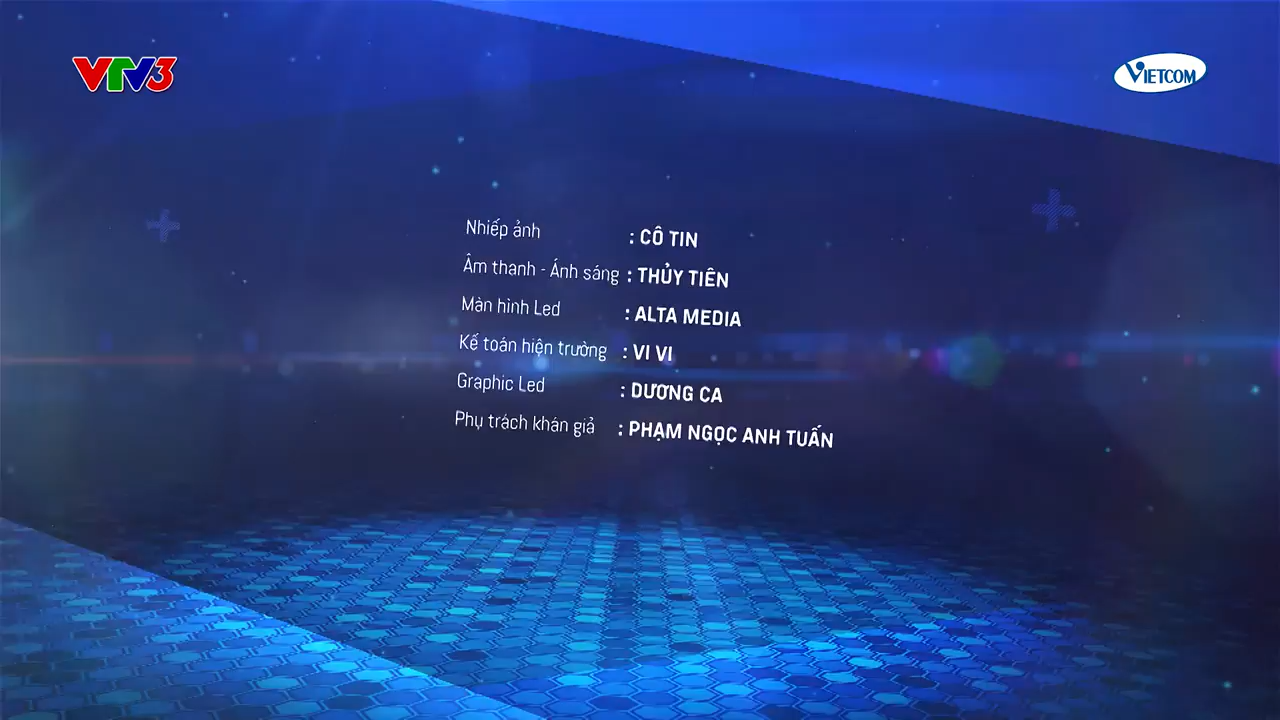 VTV3
VIETCOM
Nhiếp ảnh : CÔ TIN
Âm thanh - Ánh sáng : THỦY TIÊN
Màn hình Led : ALTA MEDIA
Kế toán hiện trường : VI VI
Graphic Led : DƯƠNG CA
Phụ trách khán giả : PHẠM NGỌC ANH TUẤN